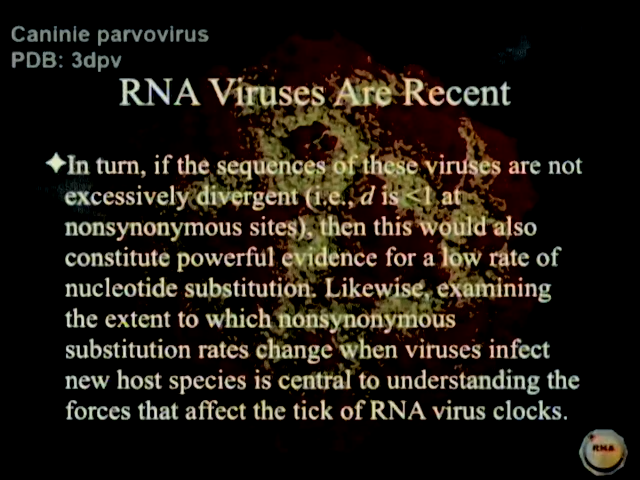 Caninie parvovirus
PDB: 3dpv
RNA Viruses Are Recent
✦In turn, if the sequences of these viruses are not
excessively divergent (i.e., d is <1 at
nonsynonymous sites), then this would also
constitute powerful evidence for a low rate of
nucleotide substitution. Likewise, examining
the extent to which nonsynonymous
substitution rates change when viruses infect
new host species is central to understanding the
forces that affect the tick of RNA virus clocks.
RNA